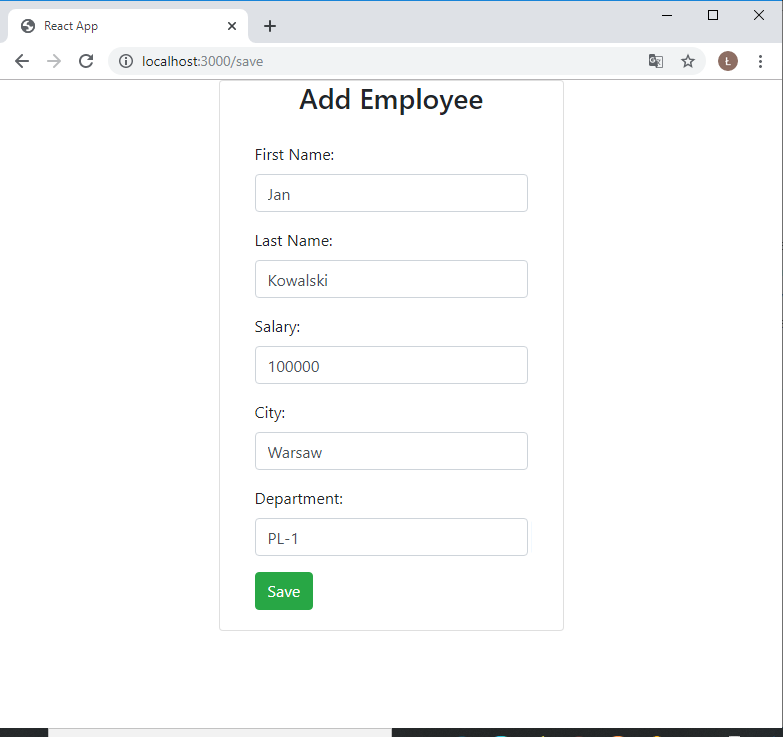 React App
localhost:3000/save
Ł
Add Employee
First Name:
Jan
Last Name:
Kowalski
Salary:
100000
City:
Warsaw
Department:
PL-1
Save